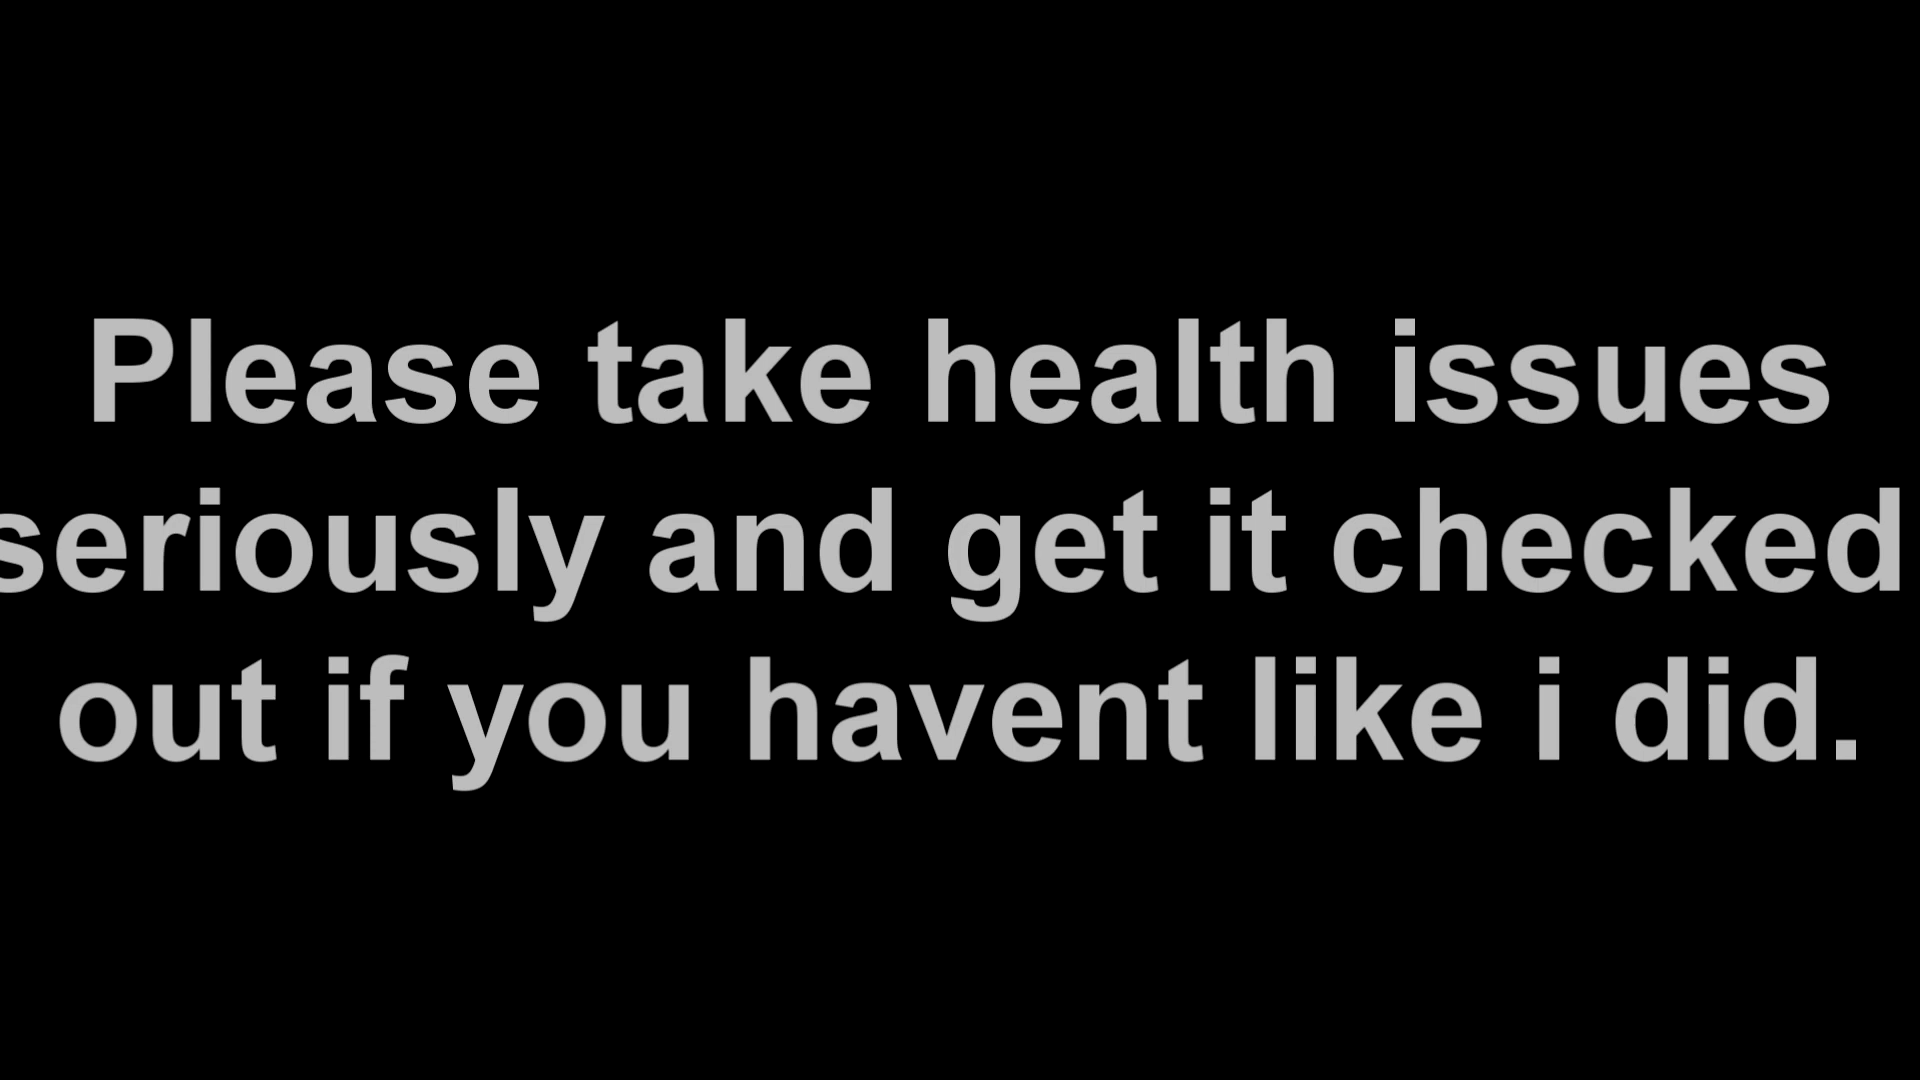 Please take health issues
seriously and get it checked
out if you havent like i did.